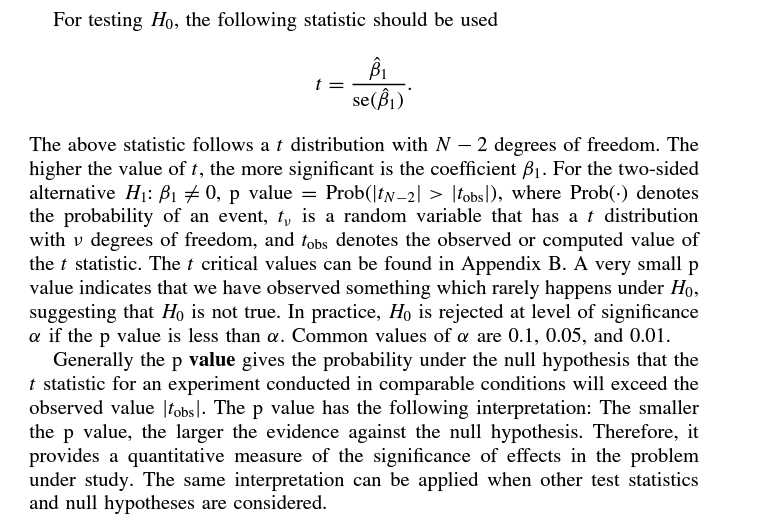 For testing H₀, the following statistic should be used
t = β̂₁ / se(β̂₁) .
The above statistic follows a t distribution with N − 2 degrees of freedom. The
higher the value of t, the more significant is the coefficient β₁. For the two-sided
alternative H₁: β₁ ≠ 0, p value = Prob(|t_{N−2}| > |t_obs|), where Prob(·) denotes
the probability of an event, t_ν is a random variable that has a t distribution
with ν degrees of freedom, and t_obs denotes the observed or computed value of
the t statistic. The t critical values can be found in Appendix B. A very small p
value indicates that we have observed something which rarely happens under H₀,
suggesting that H₀ is not true. In practice, H₀ is rejected at level of significance
α if the p value is less than α. Common values of α are 0.1, 0.05, and 0.01.
Generally the p value gives the probability under the null hypothesis that the
t statistic for an experiment conducted in comparable conditions will exceed the
observed value |t_obs|. The p value has the following interpretation: The smaller
the p value, the larger the evidence against the null hypothesis. Therefore, it
provides a quantitative measure of the significance of effects in the problem
under study. The same interpretation can be applied when other test statistics
and null hypotheses are considered.